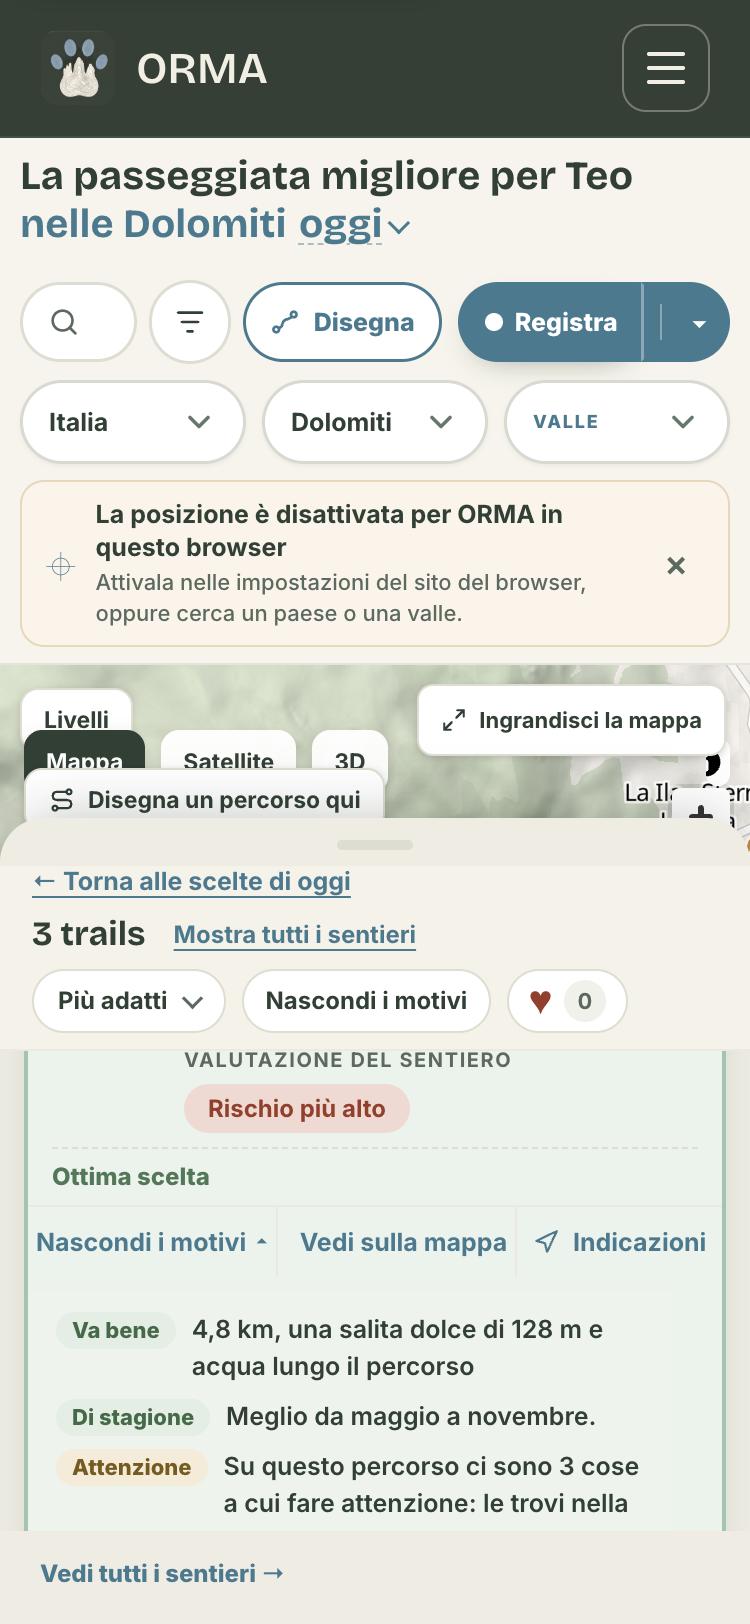 ORMA
La passeggiata migliore per Teo
nelle Dolomiti oggi
Disegna
Registra
Italia
Dolomiti
VALLE
La posizione è disattivata per ORMA in
questo browser
Attivala nelle impostazioni del sito del browser,
oppure cerca un paese o una valle.
Livelli
Ingrandisci la mappa
Mappa
Satellite
3D
Disegna un percorso qui
La Ila
← Torna alle scelte di oggi
3 trails
Mostra tutti i sentieri
Più adatti
Nascondi i motivi
♥ 0
VALUTAZIONE DEL SENTIERO
Rischio più alto
Ottima scelta
Nascondi i motivi
Vedi sulla mappa
Indicazioni
Va bene
4,8 km, una salita dolce di 128 m e
acqua lungo il percorso
Di stagione
Meglio da maggio a novembre.
Attenzione
Su questo percorso ci sono 3 cose
a cui fare attenzione: le trovi nella
Vedi tutti i sentieri →